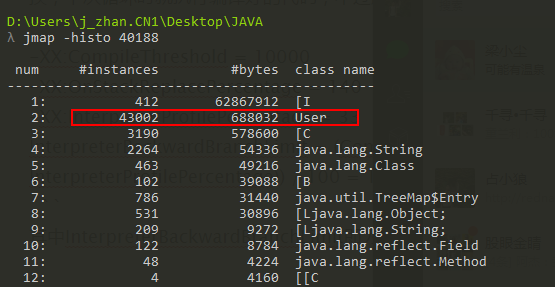 D:\Users\j_zhan.CN1\Desktop\JAVA
λ jmap -histo 40188
num #instances #bytes class name
----------------------------------------------
1: 412 62867912 [I
2: 43002 688032 User
3: 3190 578600 [C
4: 2264 54336 java.lang.String
5: 463 49216 java.lang.Class
6: 102 39088 [B
7: 786 31440 java.util.TreeMap$Entry
8: 531 30896 [Ljava.lang.Object;
9: 209 9272 [Ljava.lang.String;
10: 122 8784 java.lang.reflect.Field
11: 48 4224 java.lang.reflect.Method
12: 4 4160 [[C